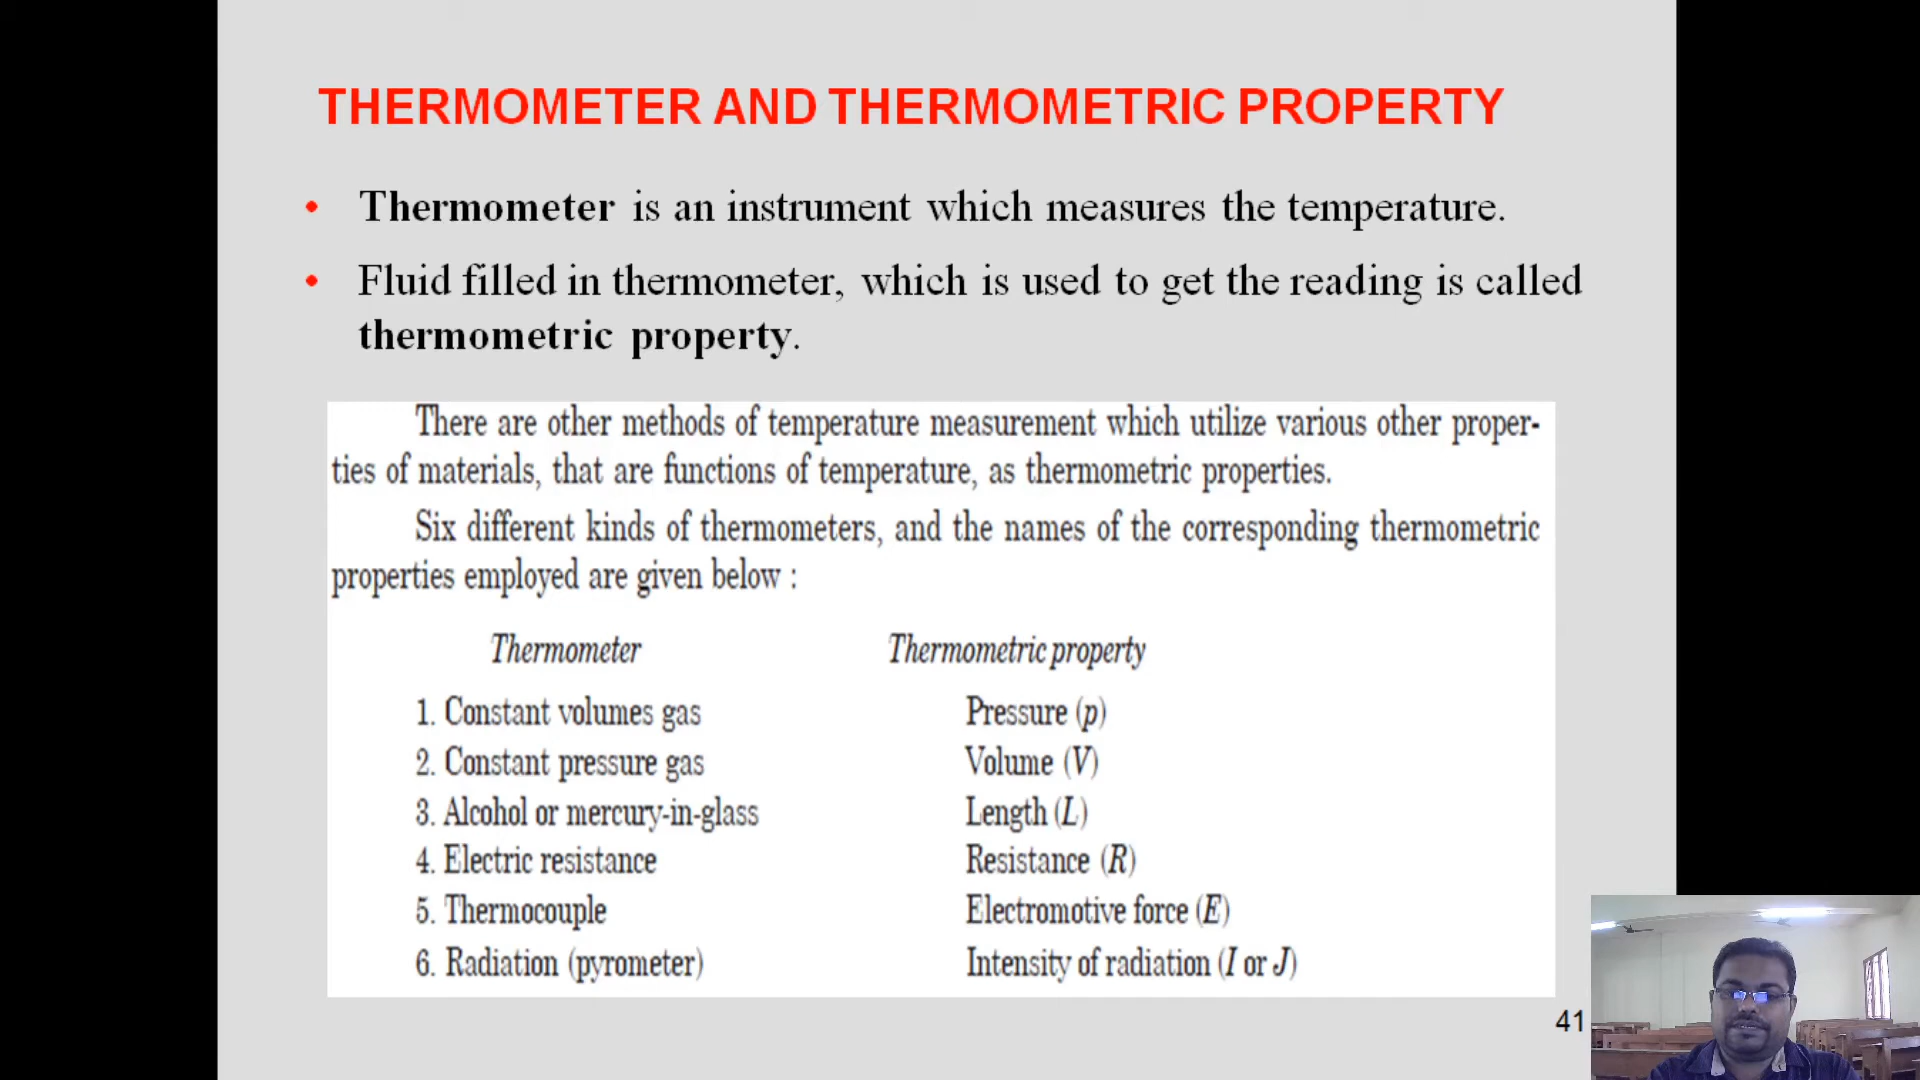 THERMOMETER AND THERMOMETRIC PROPERTY
• Thermometer is an instrument which measures the temperature.
• Fluid filled in thermometer, which is used to get the reading is called
thermometric property.
There are other methods of temperature measurement which utilize various other proper-
ties of materials, that are functions of temperature, as thermometric properties.
Six different kinds of thermometers, and the names of the corresponding thermometric
properties employed are given below :
Thermometer Thermometric property
1. Constant volumes gas Pressure (p)
2. Constant pressure gas Volume (V)
3. Alcohol or mercury-in-glass Length (L)
4. Electric resistance Resistance (R)
5. Thermocouple Electromotive force (E)
6. Radiation (pyrometer) Intensity of radiation (I or J)
41